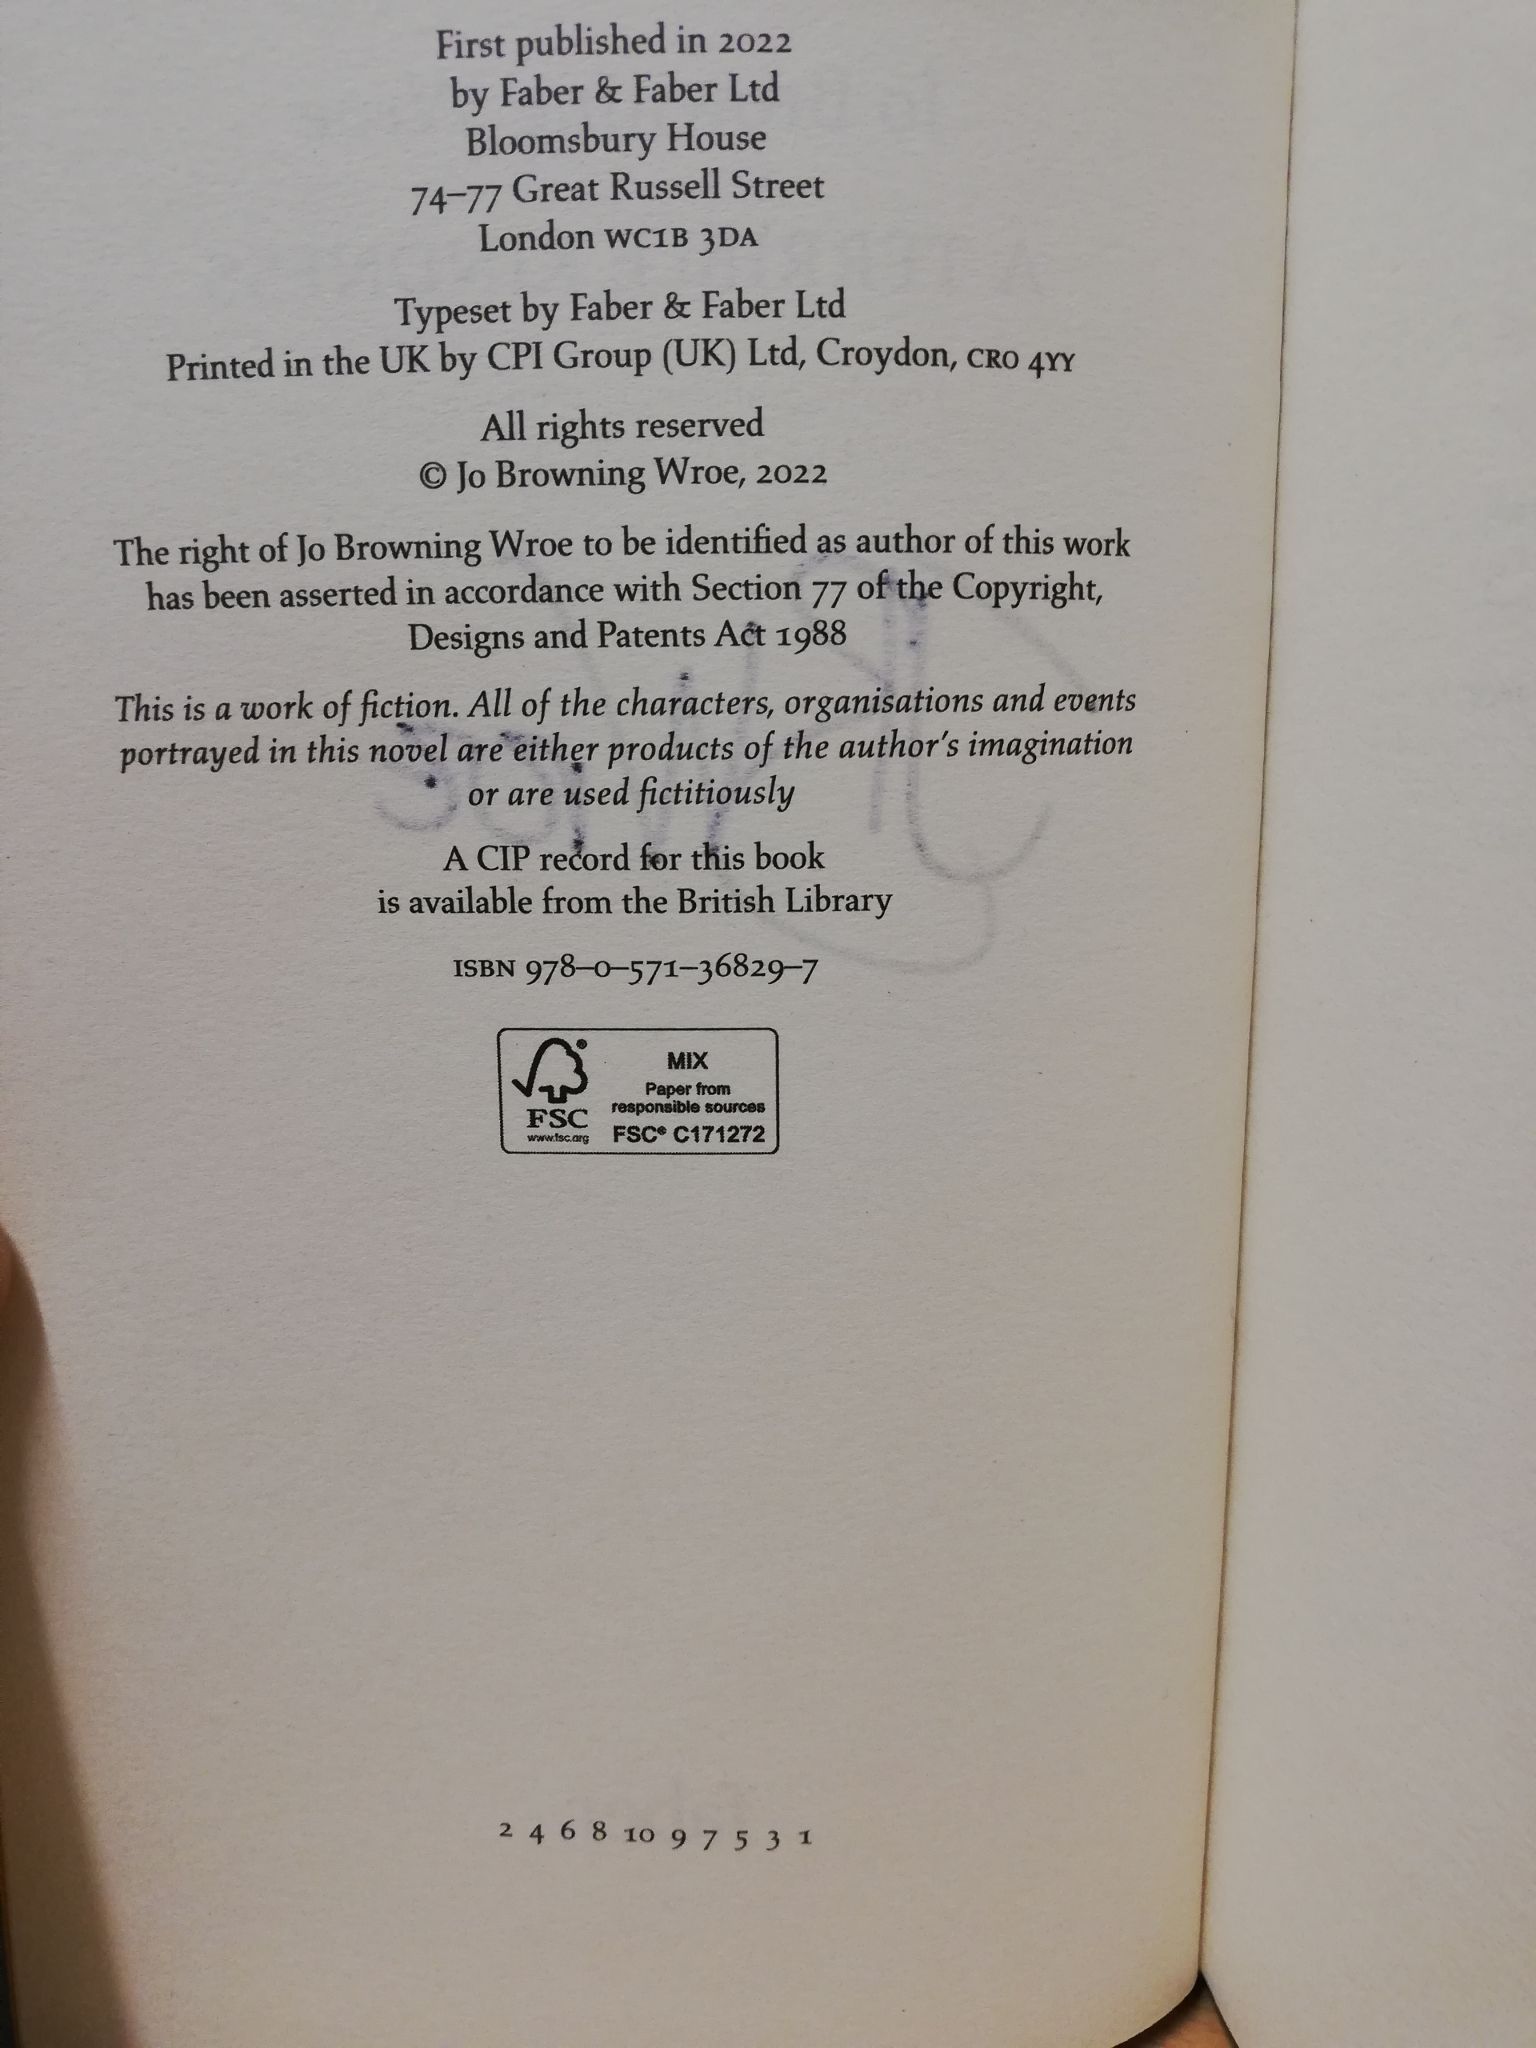 First published in 2022
by Faber & Faber Ltd
Bloomsbury House
74–77 Great Russell Street
London WC1B 3DA
Typeset by Faber & Faber Ltd
Printed in the UK by CPI Group (UK) Ltd, Croydon, CR0 4YY
All rights reserved
© Jo Browning Wroe, 2022
The right of Jo Browning Wroe to be identified as author of this work
has been asserted in accordance with Section 77 of the Copyright,
Designs and Patents Act 1988
This is a work of fiction. All of the characters, organisations and events
portrayed in this novel are either products of the author's imagination
or are used fictitiously
A CIP record for this book
is available from the British Library
ISBN 978–0–571–36829–7
MIX
Paper from
responsible sources
FSC® C171272
FSC
www.fsc.org
2 4 6 8 10 9 7 5 3 1